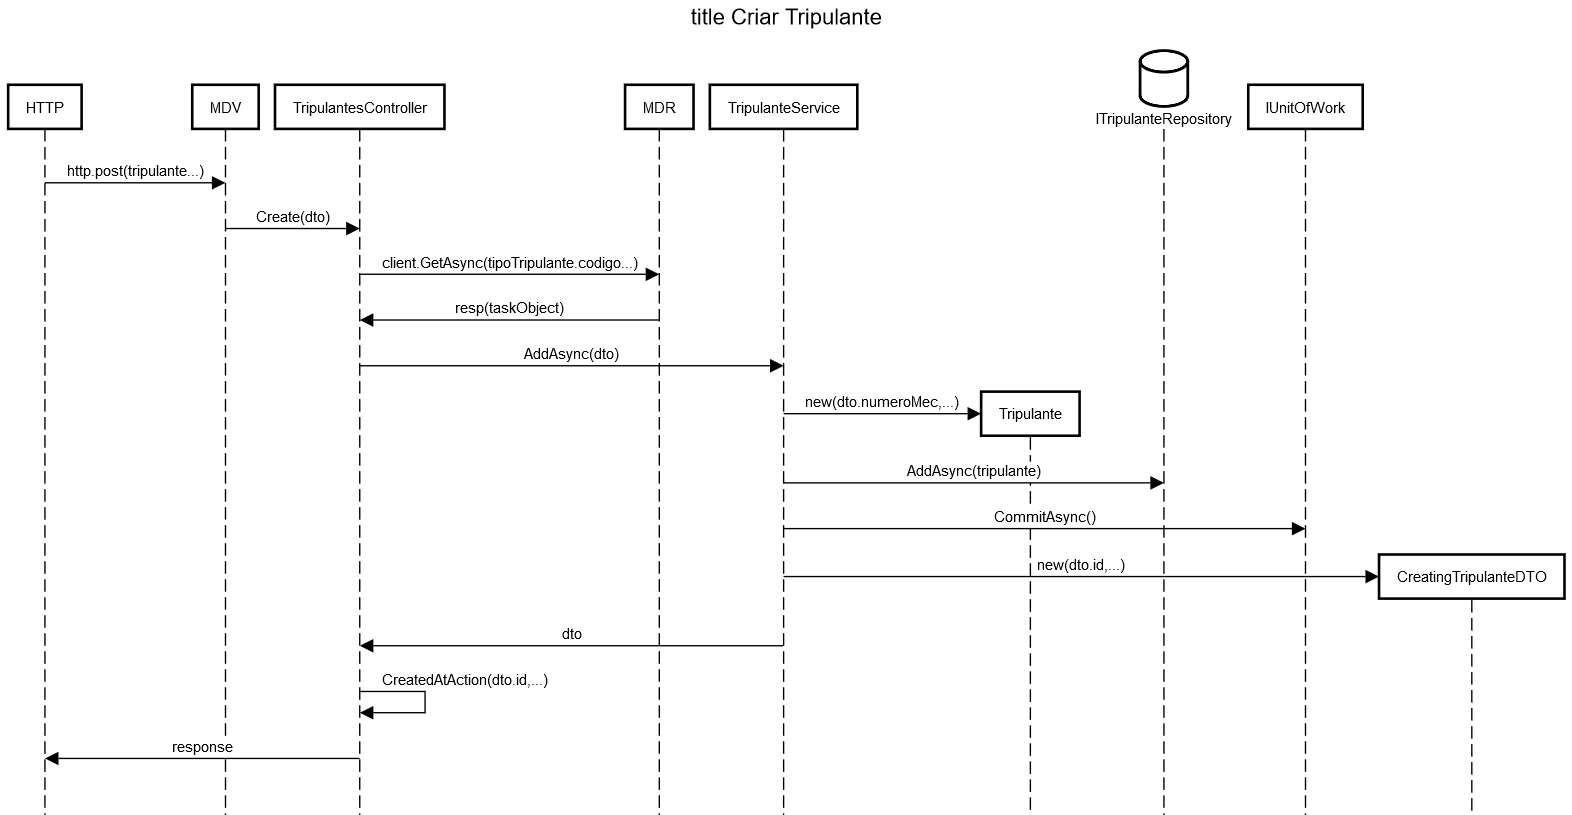 title Criar Tripulante
HTTP
MDV
TripulantesController
MDR
TripulanteService
ITripulanteRepository
IUnitOfWork
http.post(tripulante...)
Create(dto)
client.GetAsync(tipoTripulante.codigo...)
resp(taskObject)
AddAsync(dto)
new(dto.numeroMec,...)
Tripulante
AddAsync(tripulante)
CommitAsync()
new(dto.id,...)
CreatingTripulanteDTO
dto
CreatedAtAction(dto.id,...)
response